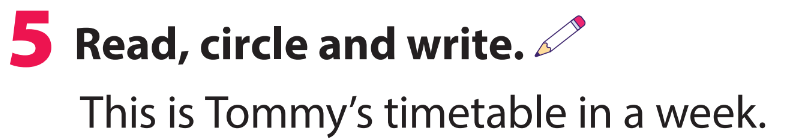 5 Read, circle and write.
This is Tommy’s timetable in a week.